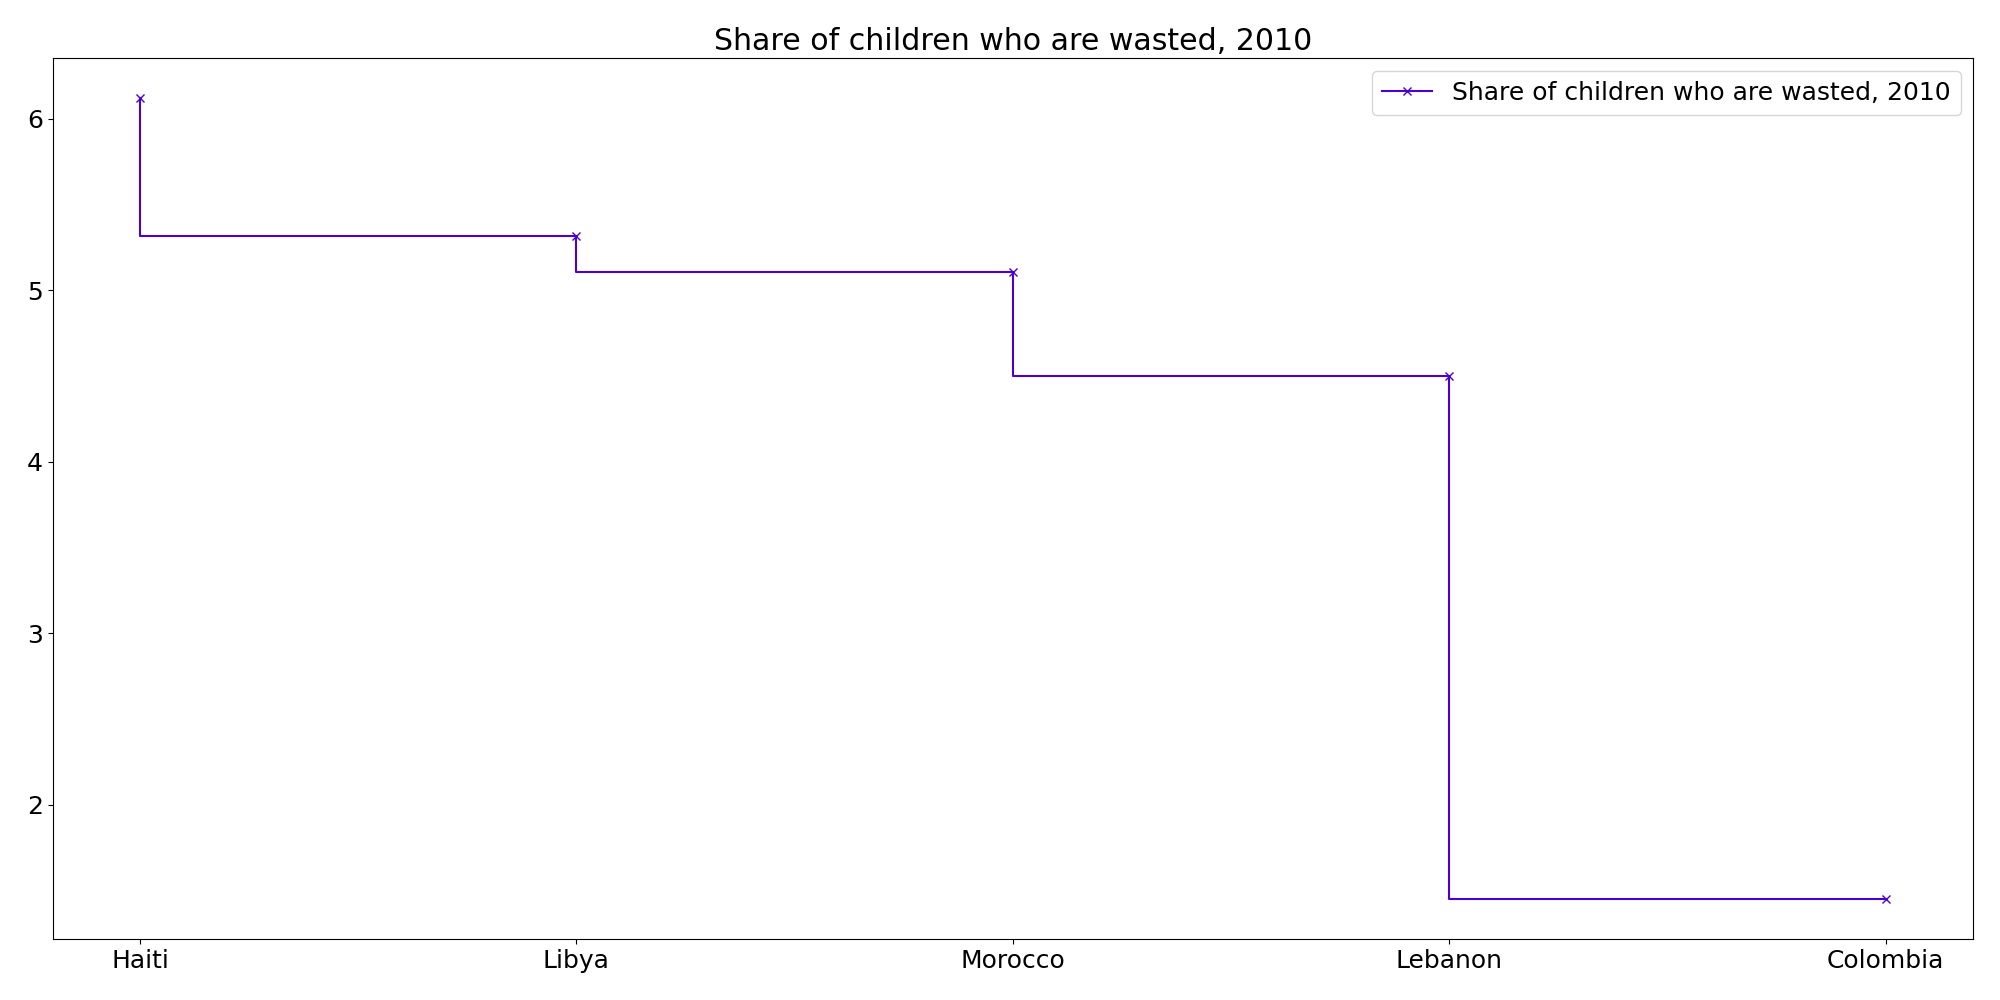 Share of children who are wasted, 2010
Share of children who are wasted, 2010
6
5
4
3
2
Haiti Libya Morocco Lebanon Colombia